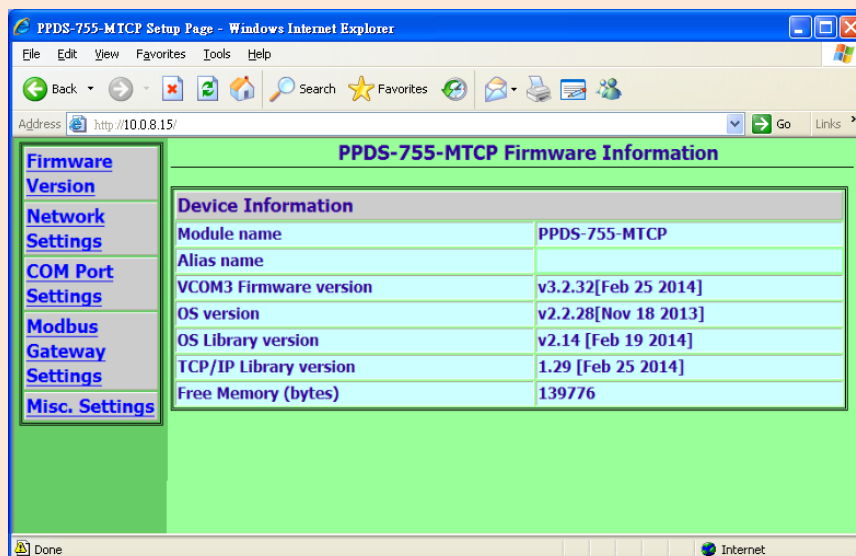 PPDS-755-MTCP Setup Page - Windows Internet Explorer
File Edit View Favorites Tools Help
Back Search Favorites
Address http://10.0.8.15/ Go Links »
Firmware
Version
Network
Settings
COM Port
Settings
Modbus
Gateway
Settings
Misc. Settings
PPDS-755-MTCP Firmware Information
Device Information
Module name PPDS-755-MTCP
Alias name
VCOM3 Firmware version v3.2.32[Feb 25 2014]
OS version v2.2.28[Nov 18 2013]
OS Library version v2.14 [Feb 19 2014]
TCP/IP Library version 1.29 [Feb 25 2014]
Free Memory (bytes) 139776
Done Internet